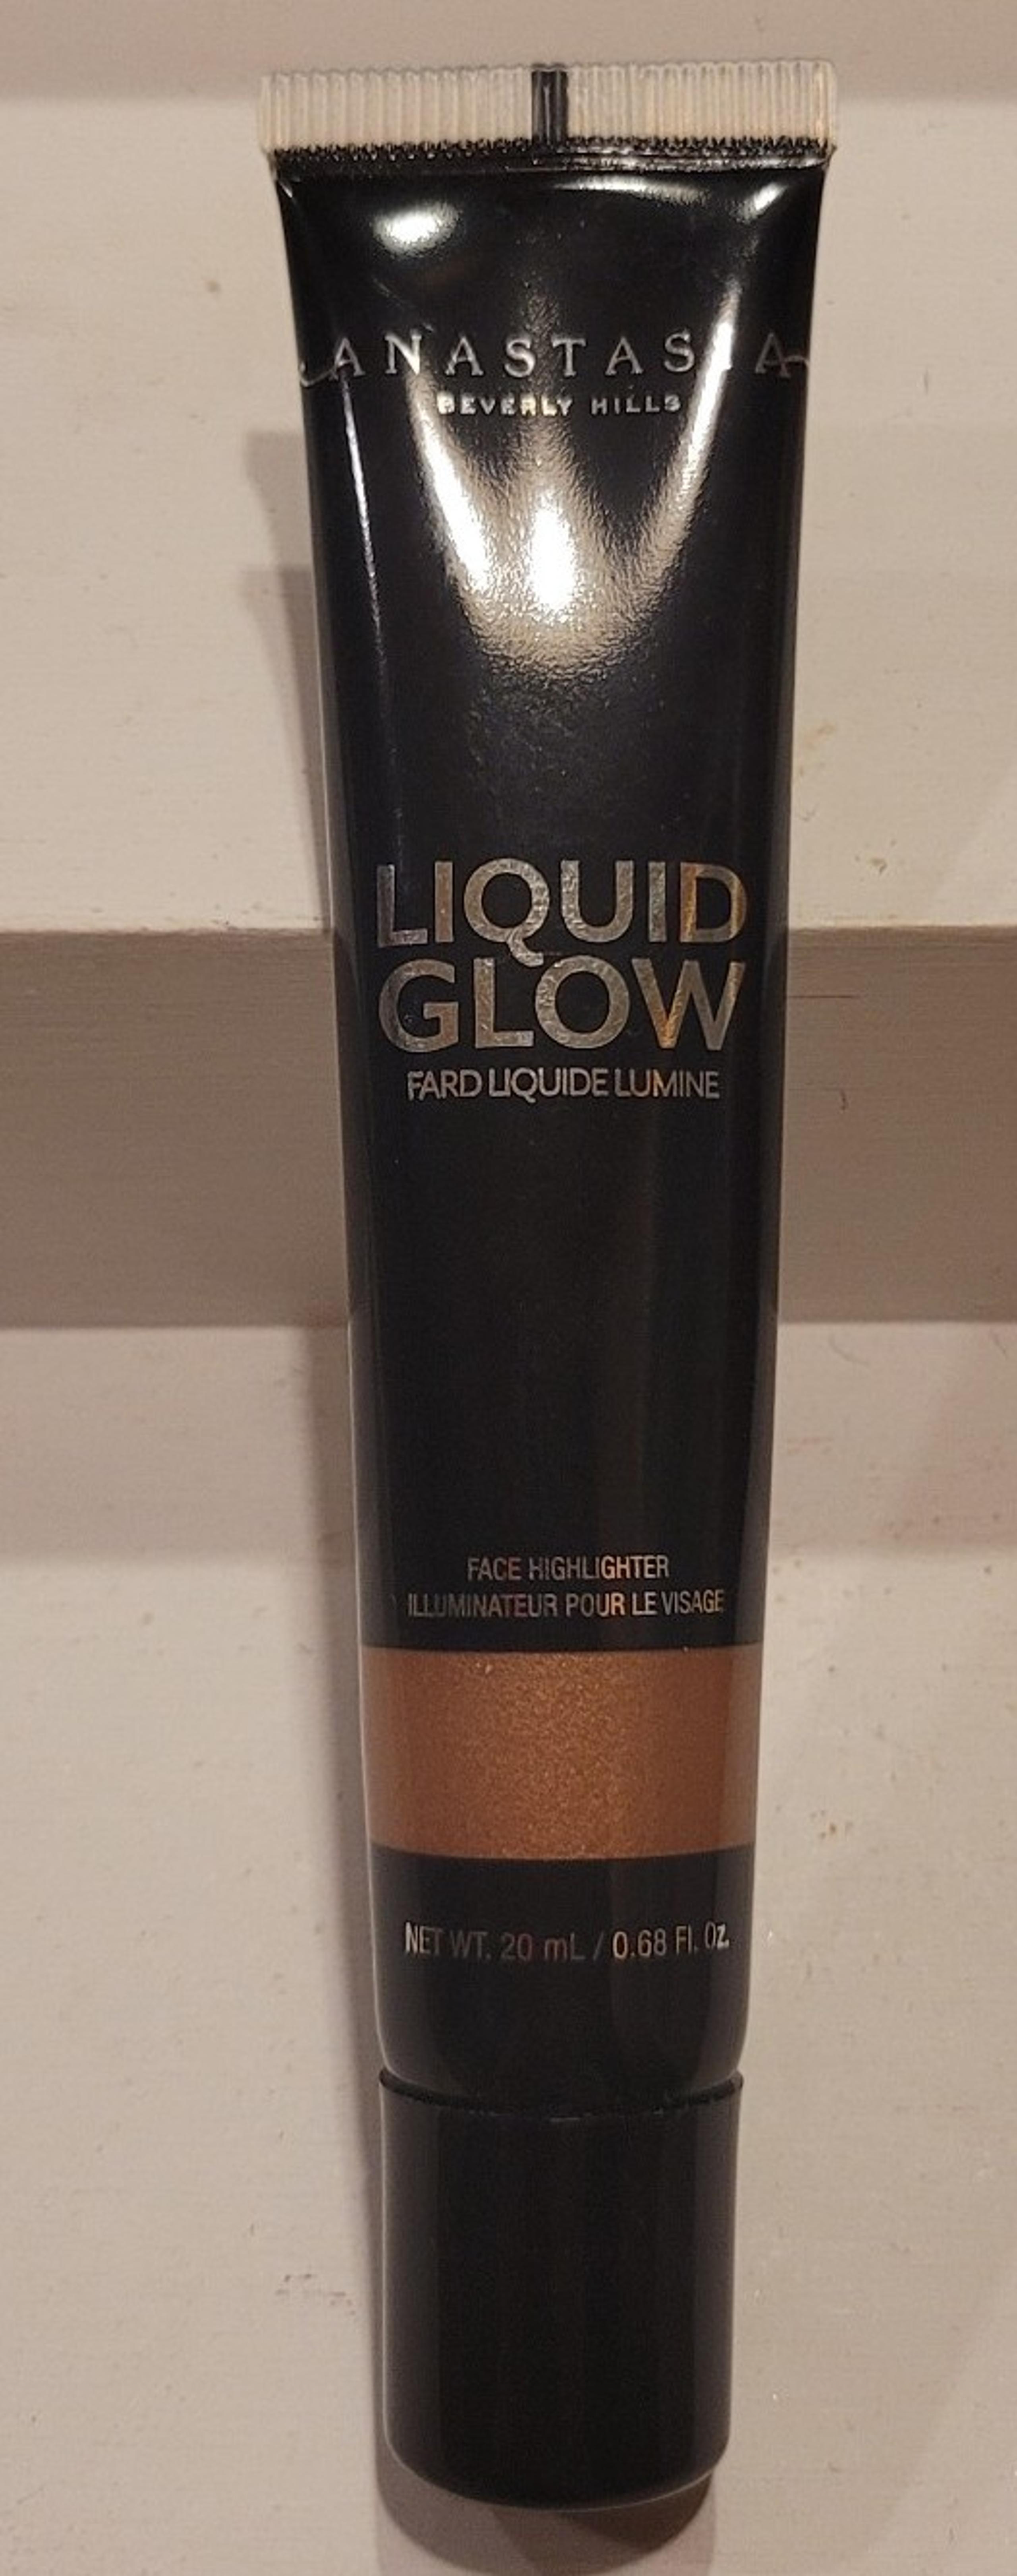 ANASTASIA
BEVERLY HILLS
LIQUID
GLOW
FARD LIQUIDE LUMINE
FACE HIGHLIGHTER
ILLUMINATEUR POUR LE VISAGE
NET WT. 20 mL / 0.68 Fl. Oz.